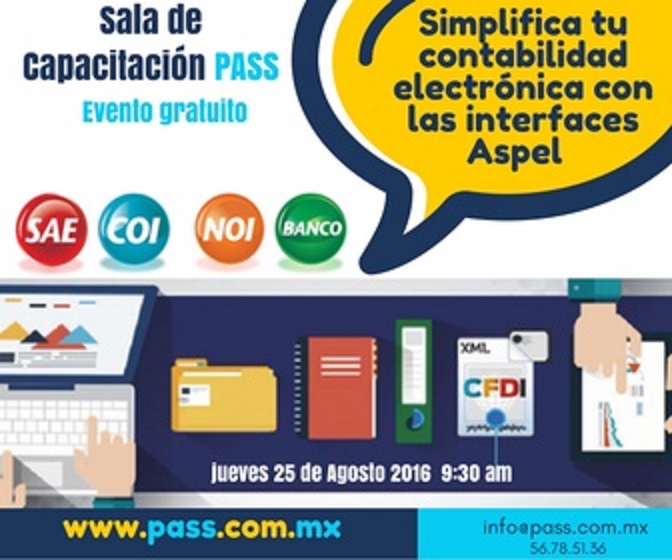 Sala de
Capacitación PASS
Evento gratuito
Simplifica tu
contabilidad
electrónica con
las interfaces
Aspel
SAE
COI
NOI
BANCO
XML
CFDI
jueves 25 de Agosto 2016 9:30 am
www.pass.com.mx
info@pass.com.mx
56.78.51.36